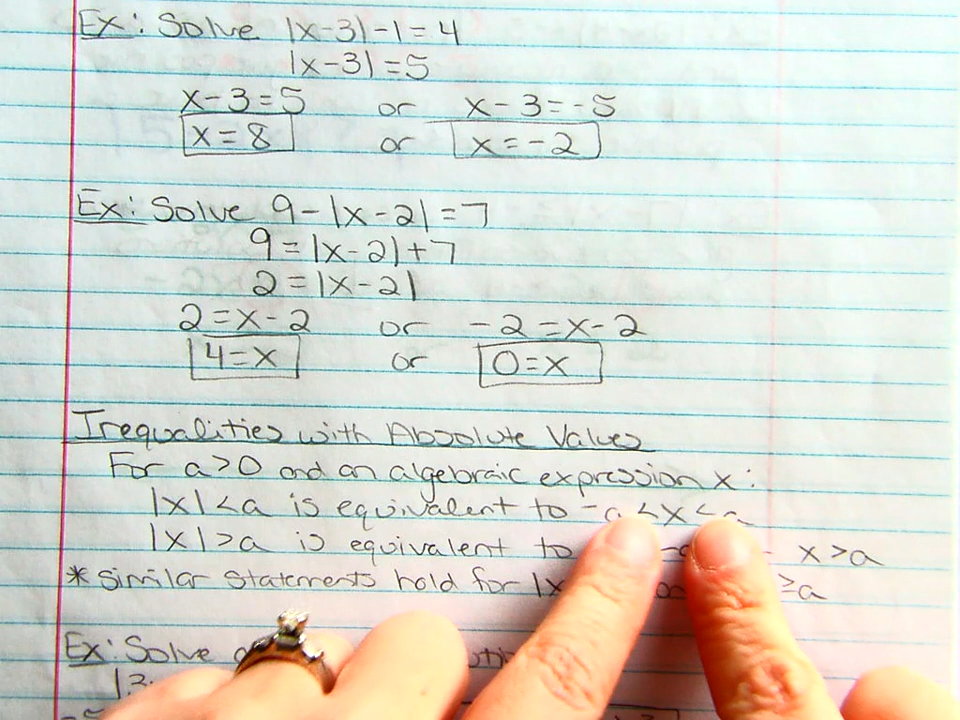 Ex: Solve |x-3|-1=4
|x-3|=5
x-3=5 or x-3=-5
x=8 or x=-2
Ex: Solve 9-|x-2|=7
9=|x-2|+7
2=|x-2|
2=x-2 or -2=x-2
4=x or 0=x
Inequalities with Absolute Values
For a>0 and an algebraic expression x:
|x|<a is equivalent to -a<x<a
|x|>a is equivalent to x>a
*similar statements hold for |x ≥a
Ex: Solve
|3